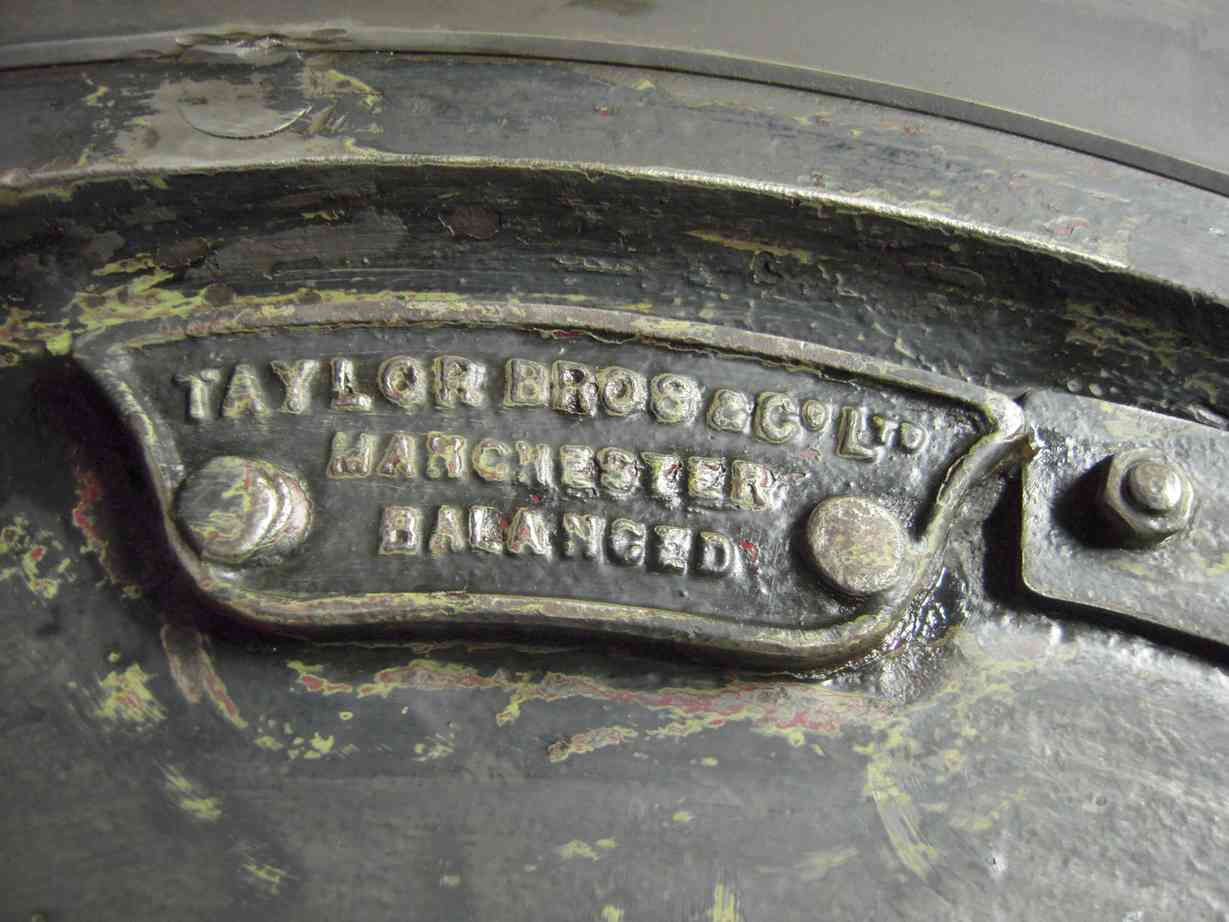 TAYLOR BROS & Co LTD
MANCHESTER
BALANCED